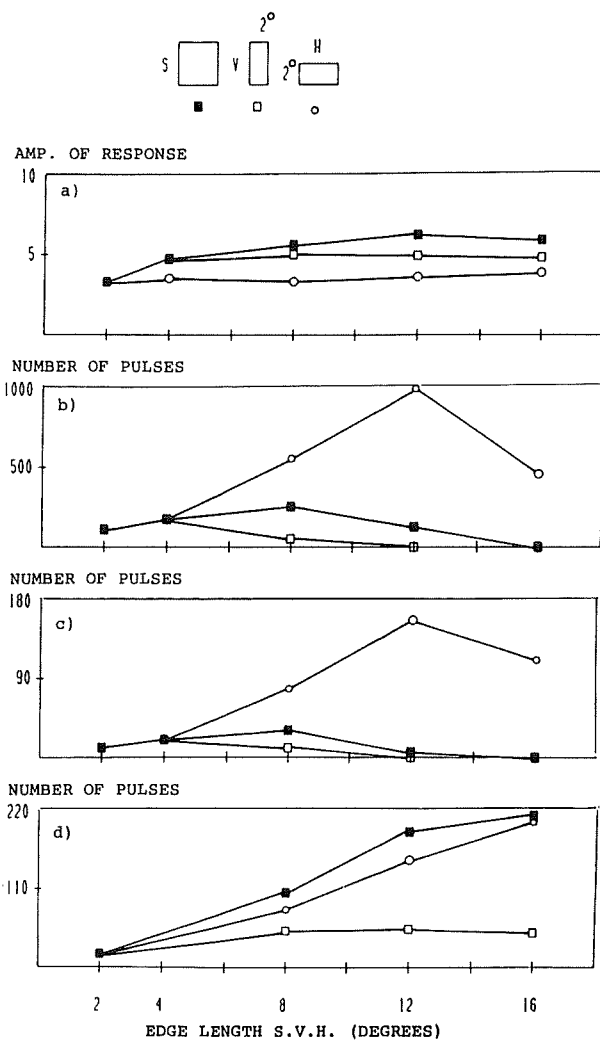 2°
S V 2° H
AMP. OF RESPONSE
10
a)
5
NUMBER OF PULSES
1000
b)
500
NUMBER OF PULSES
180
c)
90
NUMBER OF PULSES
220
d)
110
2 4 8 12 16
EDGE LENGTH S.V.H. (DEGREES)